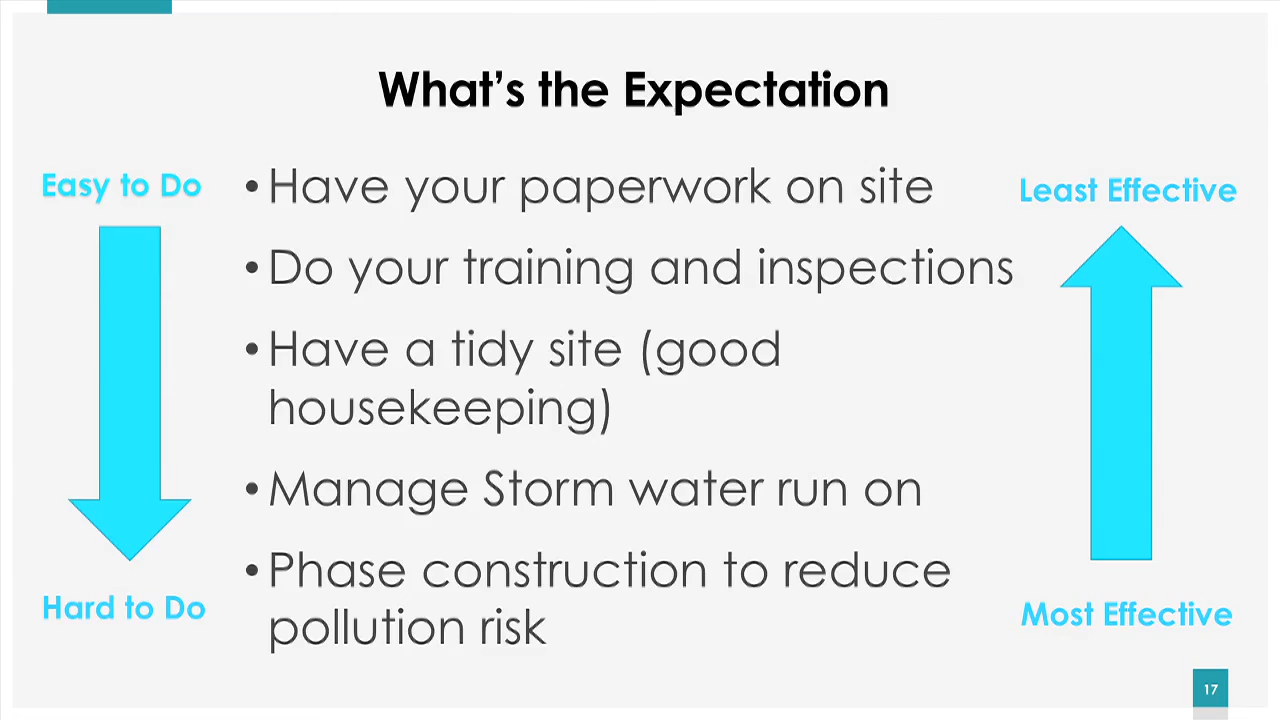 What's the Expectation
Easy to Do
• Have your paperwork on site
Least Effective
• Do your training and inspections
• Have a tidy site (good
housekeeping)
• Manage Storm water run on
• Phase construction to reduce
pollution risk
Hard to Do
Most Effective
17